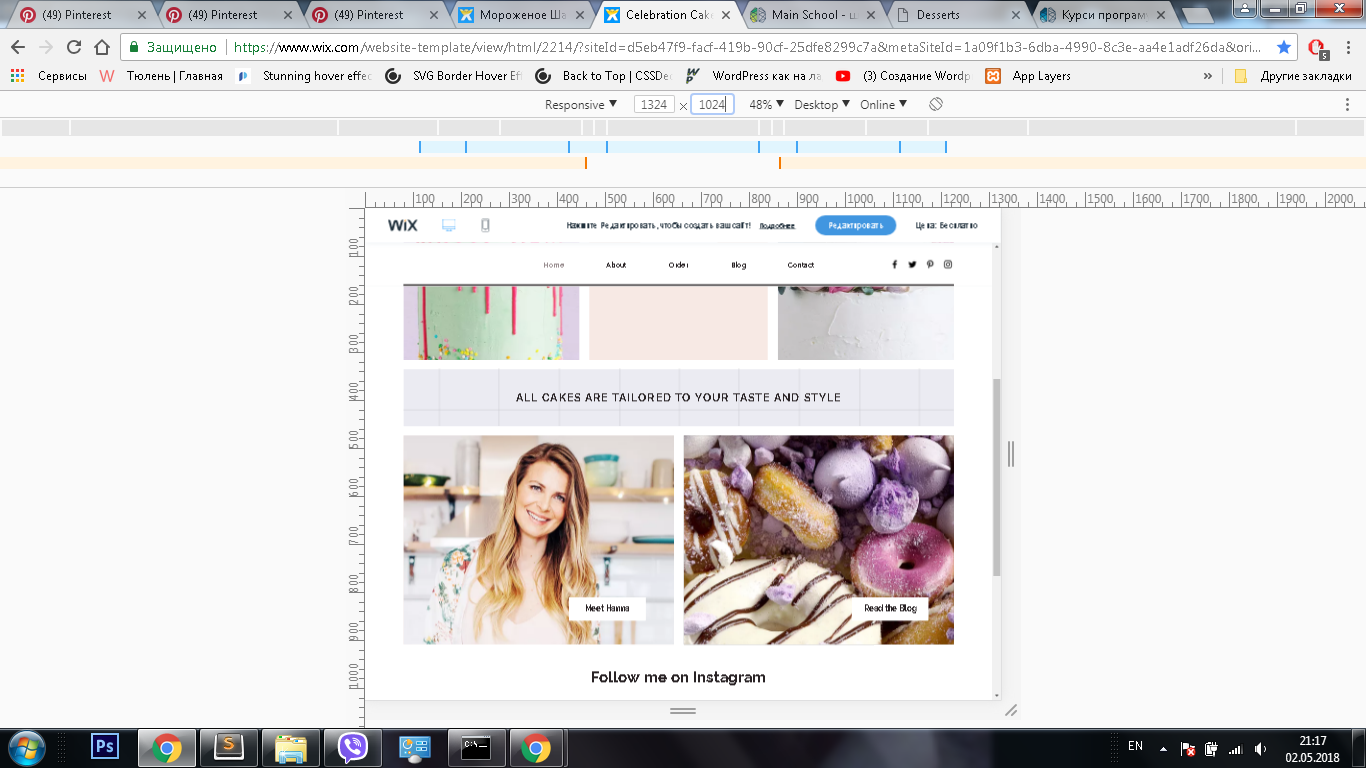 (49) Pinterest
(49) Pinterest
(49) Pinterest
Мороженое Ша
Celebration Cake
Main School - ш
Desserts
Курси програм
Защищено
https://www.wix.com/website-template/view/html/2214/?siteId=d5eb47f9-facf-419b-90cf-25dfe8299c7a&metaSiteId=1a09f1b3-6dba-4990-8c3e-aa4e1adf26da&ori...
5
Сервисы
Тюлень | Главная
Stunning hover effec
SVG Border Hover Eff
Back to Top | CSSDec
WordPress как на ла
(3) Создание Wordp
App Layers
»
Другие закладки
Responsive
1324 × 1024
48%
Desktop
Online
100 200 300 400 500 600 700 800 900 1000 1100 1200 1300 1400 1500 1600 1700 1800 1900 2000
100
200
300
400
500
600
700
800
900
1000
WiX
Нажмите Редактировать, чтобы создать ваш сайт!
Подробнее
Редактировать
Цена: Бесплатно
Home
About
Order
Blog
Contact
ALL CAKES ARE TAILORED TO YOUR TASTE AND STYLE
Meet Hanna
Read the Blog
Follow me on Instagram
Ps
S
C:\
EN
21:17
02.05.2018